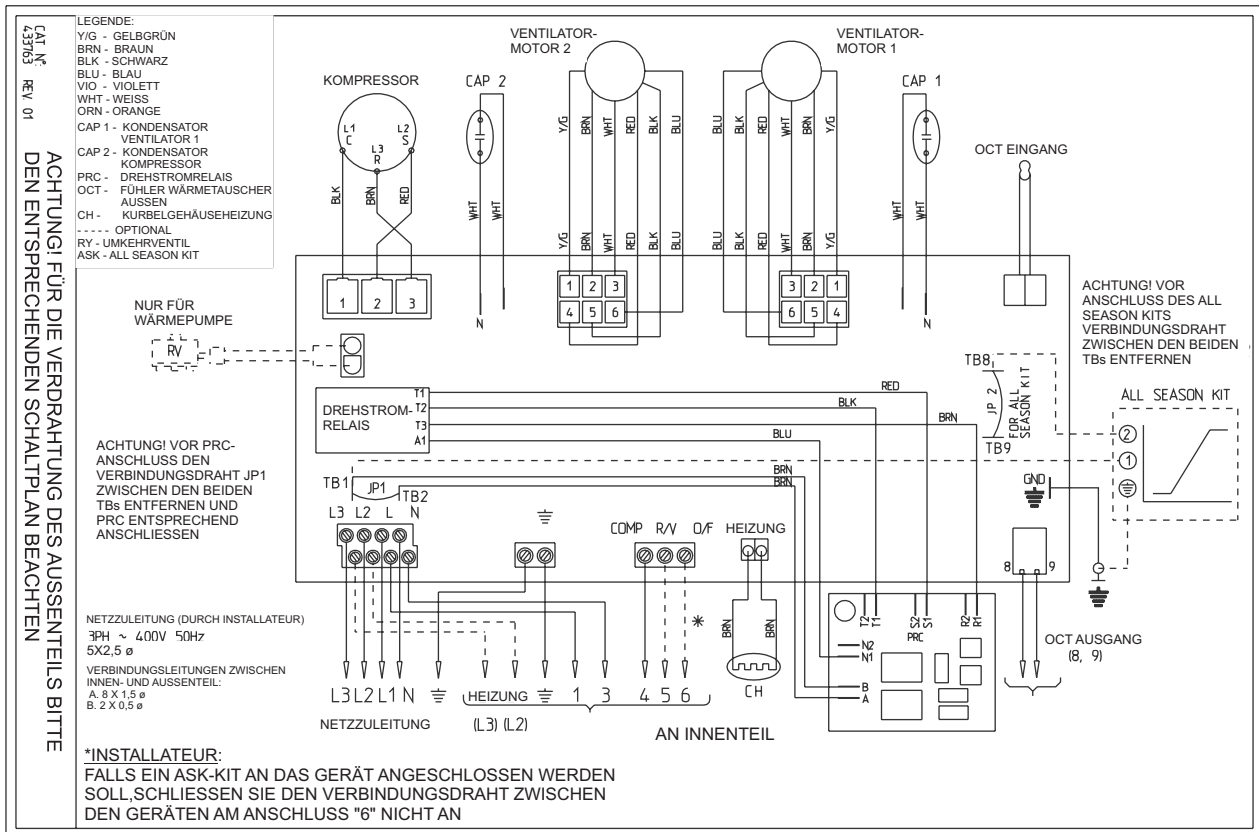 CAT. Nº: 433763 REV. 01
ACHTUNG! FÜR DIE VERDRAHTUNG DES AUSSENTEILS BITTE
DEN ENTSPRECHENDEN SCHALTPLAN BEACHTEN
LEGENDE:
Y/G - GELBGRÜN
BRN - BRAUN
BLK - SCHWARZ
BLU - BLAU
VIO - VIOLETT
WHT - WEISS
ORN - ORANGE
CAP 1 - KONDENSATOR
VENTILATOR 1
CAP 2 - KONDENSATOR
KOMPRESSOR
PRC - DREHSTROMRELAIS
OCT - FÜHLER WÄRMETAUSCHER
AUSSEN
CH - KURBELGEHÄUSEHEIZUNG
- - - - - OPTIONAL
RY - UMKEHRVENTIL
ASK - ALL SEASON KIT
KOMPRESSOR
L1 L2
C S
L3
R
BLK BRN RED
1 2 3
CAP 2
WHT WHT
N
VENTILATOR-
MOTOR 2
Y/G BRN WHT RED BLK BLU
Y/G BRN WHT RED BLK BLU
1 2 3
4 5 6
VENTILATOR-
MOTOR 1
BLU BLK RED WHT BRN Y/G
BLU BLK RED WHT BRN Y/G
3 2 1
6 5 4
CAP 1
WHT WHT
N
OCT EINGANG
NUR FÜR
WÄRMEPUMPE
RV
ACHTUNG! VOR
ANSCHLUSS DES ALL
SEASON KITS
VERBINDUNGSDRAHT
ZWISCHEN DEN BEIDEN
TBs ENTFERNEN
TB8
JP 2
FOR ALL
SEASON KIT
TB9
ALL SEASON KIT
2
1
GND
DREHSTROM-
RELAIS
T1
T2
T3
A1
RED
BLK
BRN
BLU
BRN
BRN
ACHTUNG! VOR PRC-
ANSCHLUSS DEN
VERBINDUNGSDRAHT JP1
ZWISCHEN DEN BEIDEN
TBs ENTFERNEN UND
PRC ENTSPRECHEND
ANSCHLIESSEN
TB1 JP1 TB2
L3 L2 L N
COMP R/V O/F HEIZUNG
BRN BRN
CH
*
8 9
OCT AUSGANG
(8, 9)
T2 T1 S2 S1 R2 R1
PRC
N2
N1
B
A
NETZZULEITUNG (DURCH INSTALLATEUR)
3PH ~ 400V 50Hz
5X2,5 ø
VERBINDUNGSLEITUNGEN ZWISCHEN
INNEN- UND AUSSENTEIL:
A. 8 X 1,5 ø
B. 2 X 0,5 ø
L3 L2 L1 N
HEIZUNG 1 3 4 5 6
NETZZULEITUNG
(L3) (L2)
AN INNENTEIL
*INSTALLATEUR:
FALLS EIN ASK-KIT AN DAS GERÄT ANGESCHLOSSEN WERDEN
SOLL,SCHLIESSEN SIE DEN VERBINDUNGSDRAHT ZWISCHEN
DEN GERÄTEN AM ANSCHLUSS "6" NICHT AN